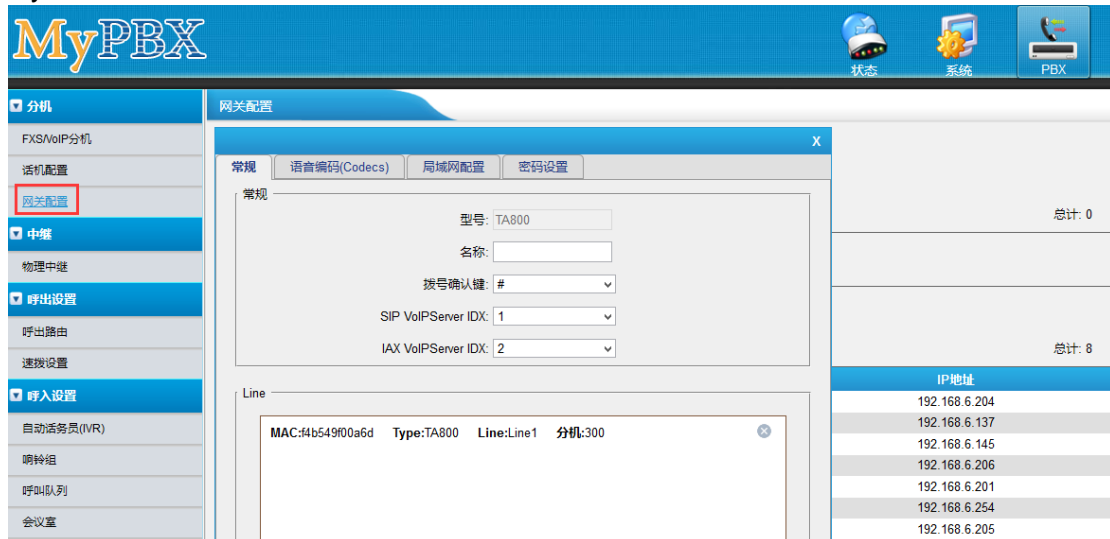 MyPBX
状态
系统
PBX
分机
FXS/VoIP分机
话机配置
网关配置
中继
物理中继
呼出设置
呼出路由
速拨设置
呼入设置
自动话务员(IVR)
响铃组
呼叫队列
会议室
网关配置
X
常规
语音编码(Codecs)
局域网配置
密码设置
常规
型号: TA800
名称:
拨号确认键: #
SIP VoIPServer IDX: 1
IAX VoIPServer IDX: 2
Line
MAC:f4b549f00a6d Type:TA800 Line:Line1 分机:300
总计: 0
总计: 8
IP地址
192.168.6.204
192.168.6.137
192.168.6.145
192.168.6.206
192.168.6.201
192.168.6.254
192.168.6.205